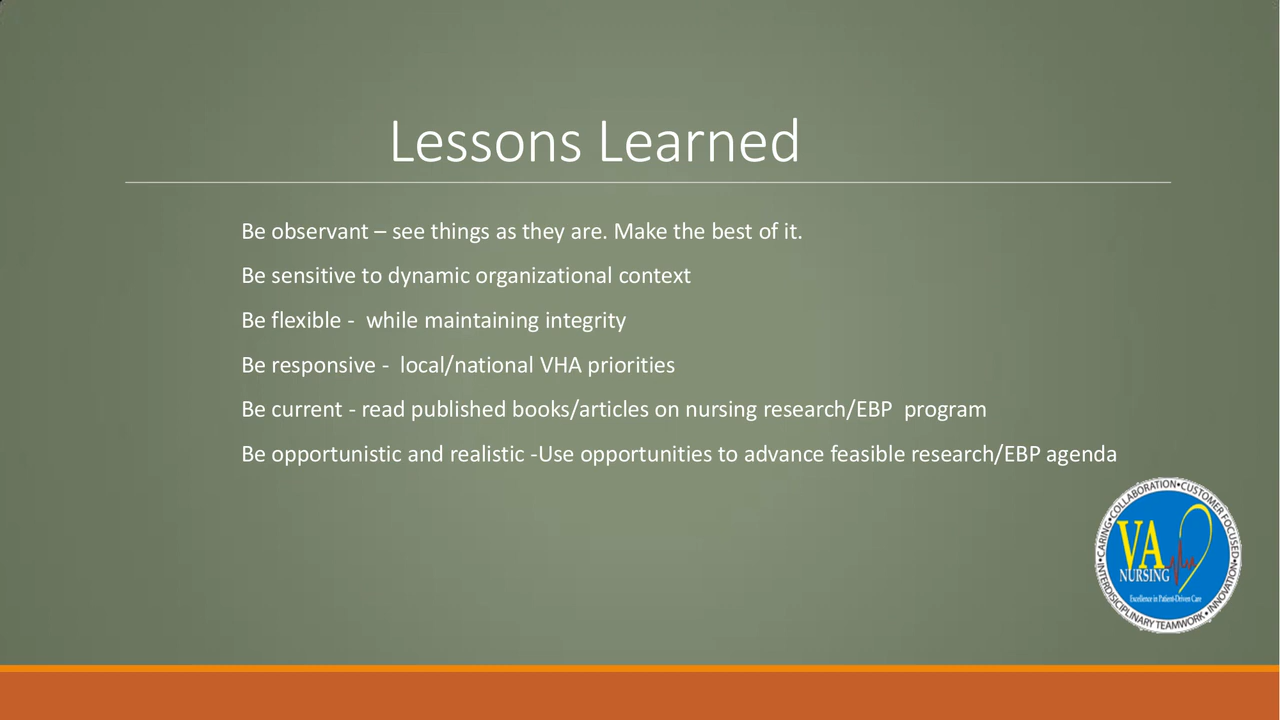 Lessons Learned
Be observant – see things as they are. Make the best of it.
Be sensitive to dynamic organizational context
Be flexible -  while maintaining integrity
Be responsive -  local/national VHA priorities
Be current - read published books/articles on nursing research/EBP  program
Be opportunistic and realistic -Use opportunities to advance feasible research/EBP agenda
•CARING•COLLABORATION•CUSTOMER FOCUSED•
VA
NURSING
Excellence in Patient-Driven Care
INTERDISCIPLINARY TEAMWORK•INNOVATION•